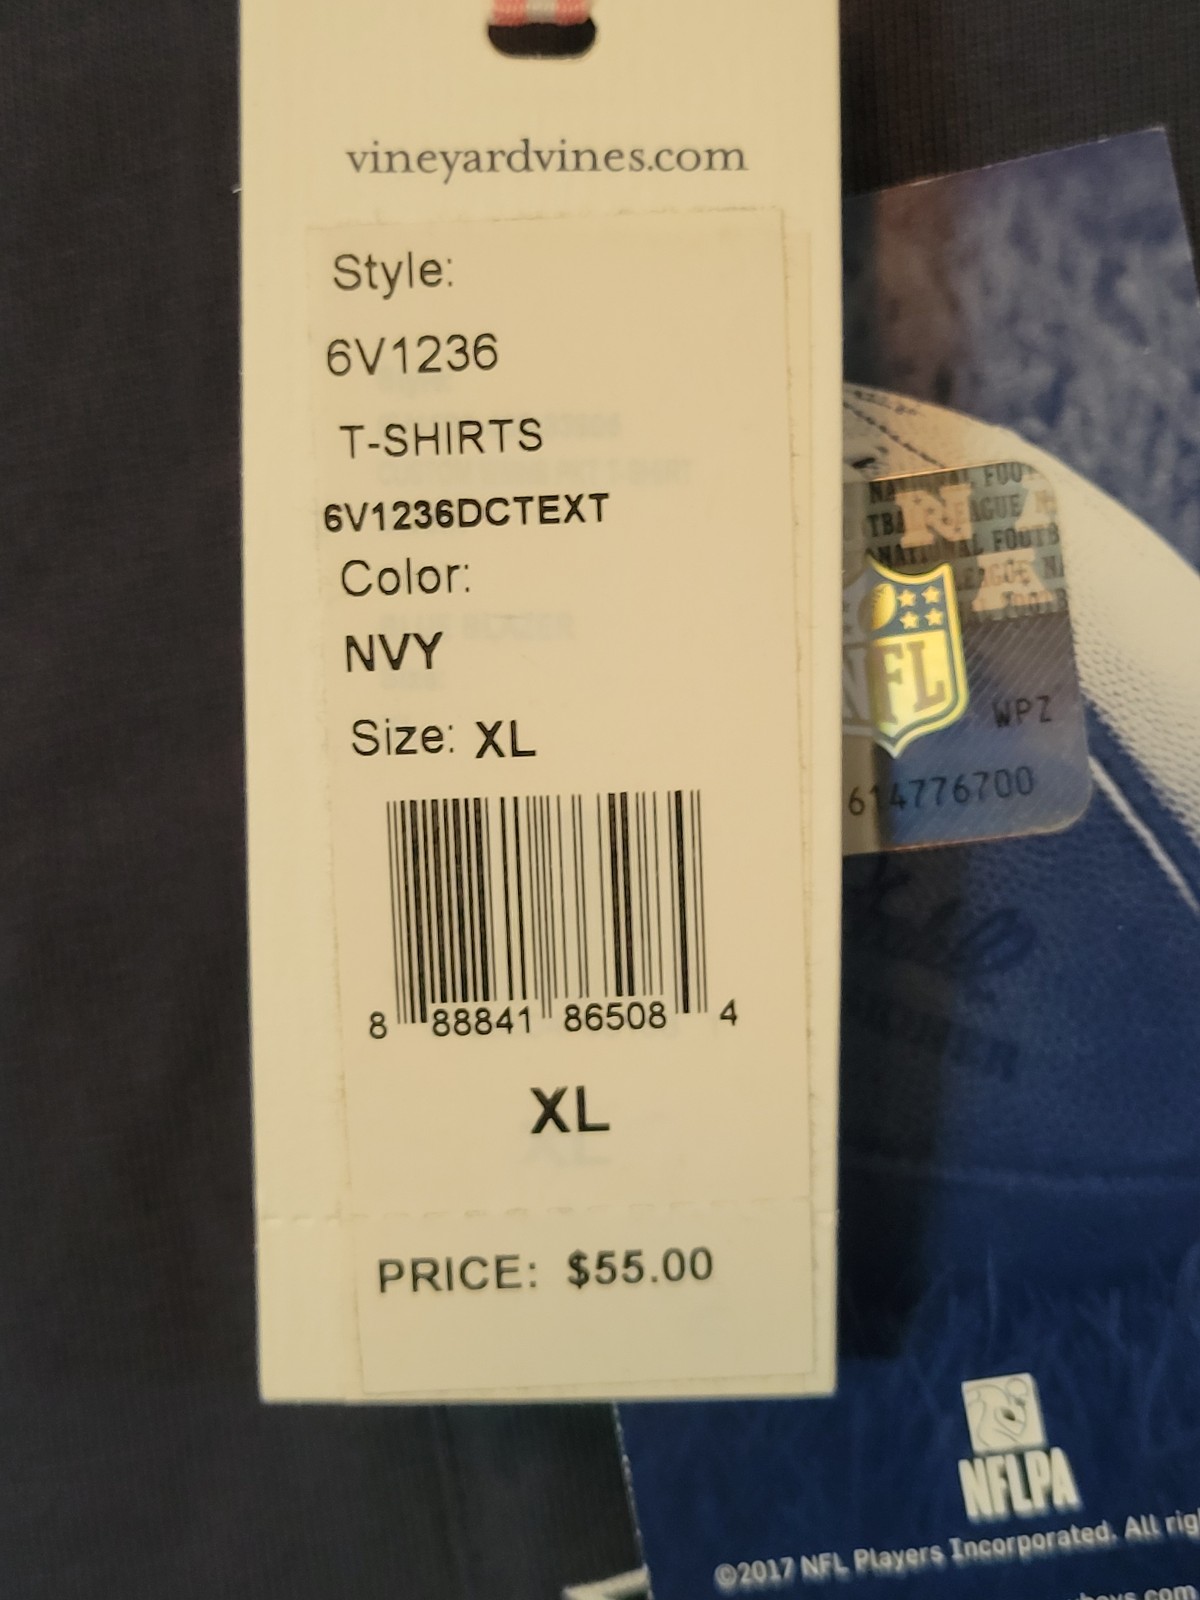 vineyardvines.com
Style:
6V1236
T-SHIRTS
6V1236DCTEXT
Color:
NVY
Size: XL
8 88841 86508 4
XL
PRICE: $55.00
NFL
WPZ
614776700
NFLPA
©2017 NFL Players Incorporated. All